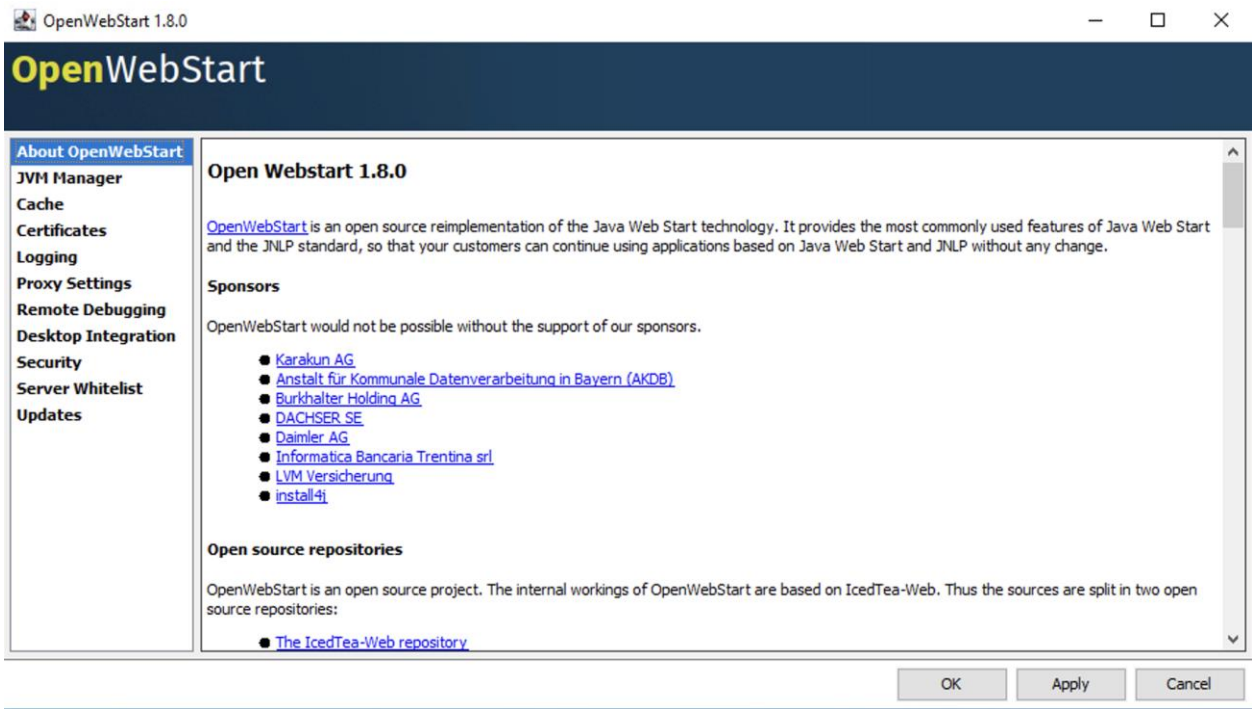 OpenWebStart 1.8.0
OpenWebStart
About OpenWebStart
JVM Manager
Cache
Certificates
Logging
Proxy Settings
Remote Debugging
Desktop Integration
Security
Server Whitelist
Updates
Open Webstart 1.8.0
OpenWebStart is an open source reimplementation of the Java Web Start technology. It provides the most commonly used features of Java Web Start
and the JNLP standard, so that your customers can continue using applications based on Java Web Start and JNLP without any change.
Sponsors
OpenWebStart would not be possible without the support of our sponsors.
Karakun AG
Anstalt für Kommunale Datenverarbeitung in Bayern (AKDB)
Burkhalter Holding AG
DACHSER SE
Daimler AG
Informatica Bancaria Trentina srl
LVM Versicherung
install4j
Open source repositories
OpenWebStart is an open source project. The internal workings of OpenWebStart are based on IcedTea-Web. Thus the sources are split in two open
source repositories:
The IcedTea-Web repository
OK Apply Cancel